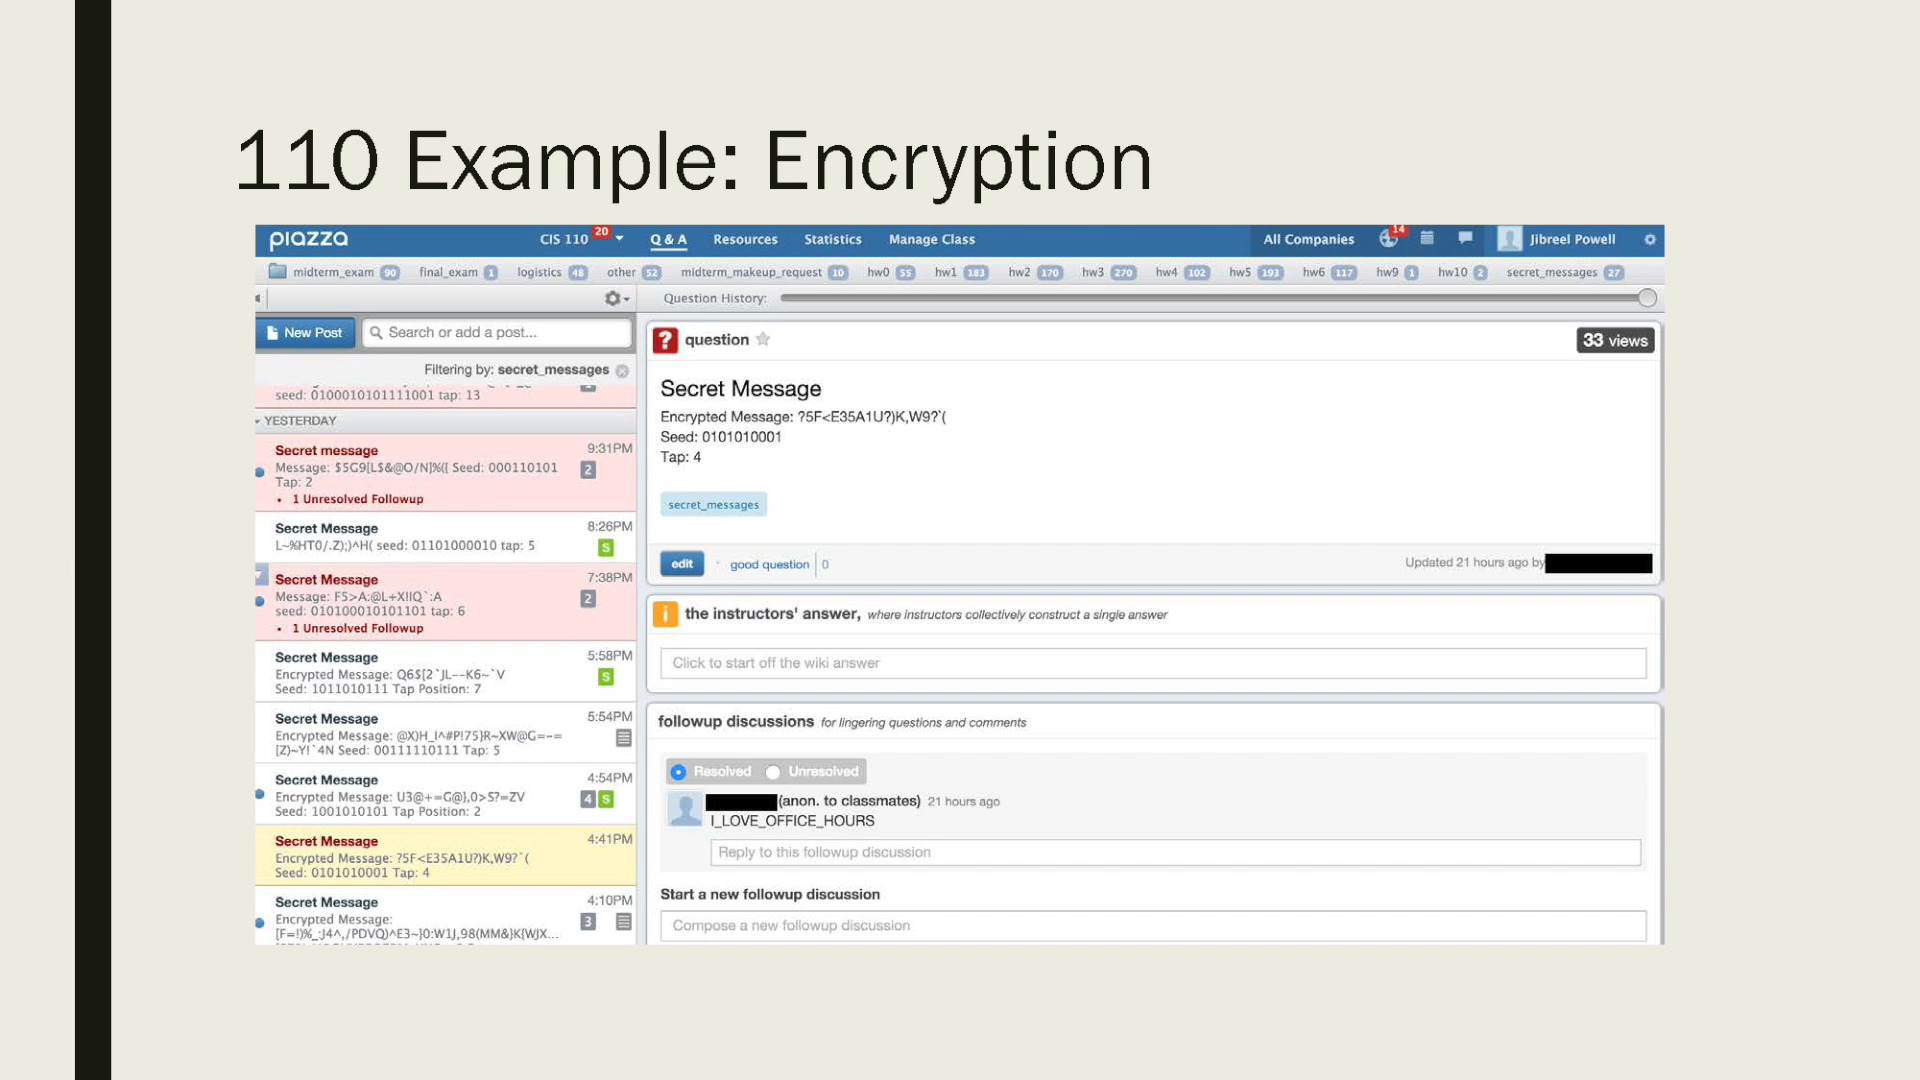 110 Example: Encryption
piazza
CIS 110 20
Q & A
Resources
Statistics
Manage Class
All Companies
14
Jibreel Powell
midterm_exam 90
final_exam 1
logistics 48
other 52
midterm_makeup_request 10
hw0 55
hw1 183
hw2 170
hw3 270
hw4 102
hw5 193
hw6 117
hw9 1
hw10 2
secret_messages 27
Question History:
New Post
Search or add a post...
Filtering by: secret_messages
seed: 0100010101111001 tap: 13
YESTERDAY
Secret message 9:31PM
Message: $5G9[L$&@O/N]%([ Seed: 000110101 2
Tap: 2
• 1 Unresolved Followup
Secret Message 8:26PM
L~%HT0/.Z);)^H( seed: 01101000010 tap: 5 S
Secret Message 7:38PM
Message: F5>A:@L+XIIQ`:A 2
seed: 010100010101101 tap: 6
• 1 Unresolved Followup
Secret Message 5:58PM
Encrypted Message: Q6$[2`JL~~K6~`V S
Seed: 1011010111 Tap Position: 7
Secret Message 5:54PM
Encrypted Message: @X)H_I^#P!75}R~XW@G=-=
[Z)~Y!`4N Seed: 00111110111 Tap: 5
Secret Message 4:54PM
Encrypted Message: U3@+=G@},0>S?=ZV 4 S
Seed: 1001010101 Tap Position: 2
Secret Message 4:41PM
Encrypted Message: ?5F<E35A1U?)K,W9?`(
Seed: 0101010001 Tap: 4
Secret Message 4:10PM
Encrypted Message: 3
[F=!)%_:J4^,/PDVQ)^E3~}0:W1J,98(MM&}K{WJX...
question
33 views
Secret Message
Encrypted Message: ?5F<E35A1U?)K,W9?`(
Seed: 0101010001
Tap: 4
secret_messages
edit
good question 0
Updated 21 hours ago by
i the instructors' answer, where instructors collectively construct a single answer
Click to start off the wiki answer
followup discussions for lingering questions and comments
Resolved Unresolved
(anon. to classmates) 21 hours ago
I_LOVE_OFFICE_HOURS
Reply to this followup discussion
Start a new followup discussion
Compose a new followup discussion